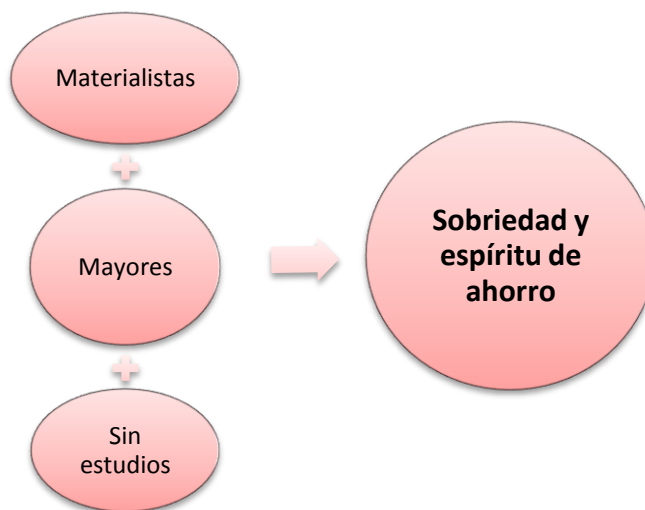 Materialistas
Mayores
Sin
estudios
Sobriedad y
espíritu de
ahorro